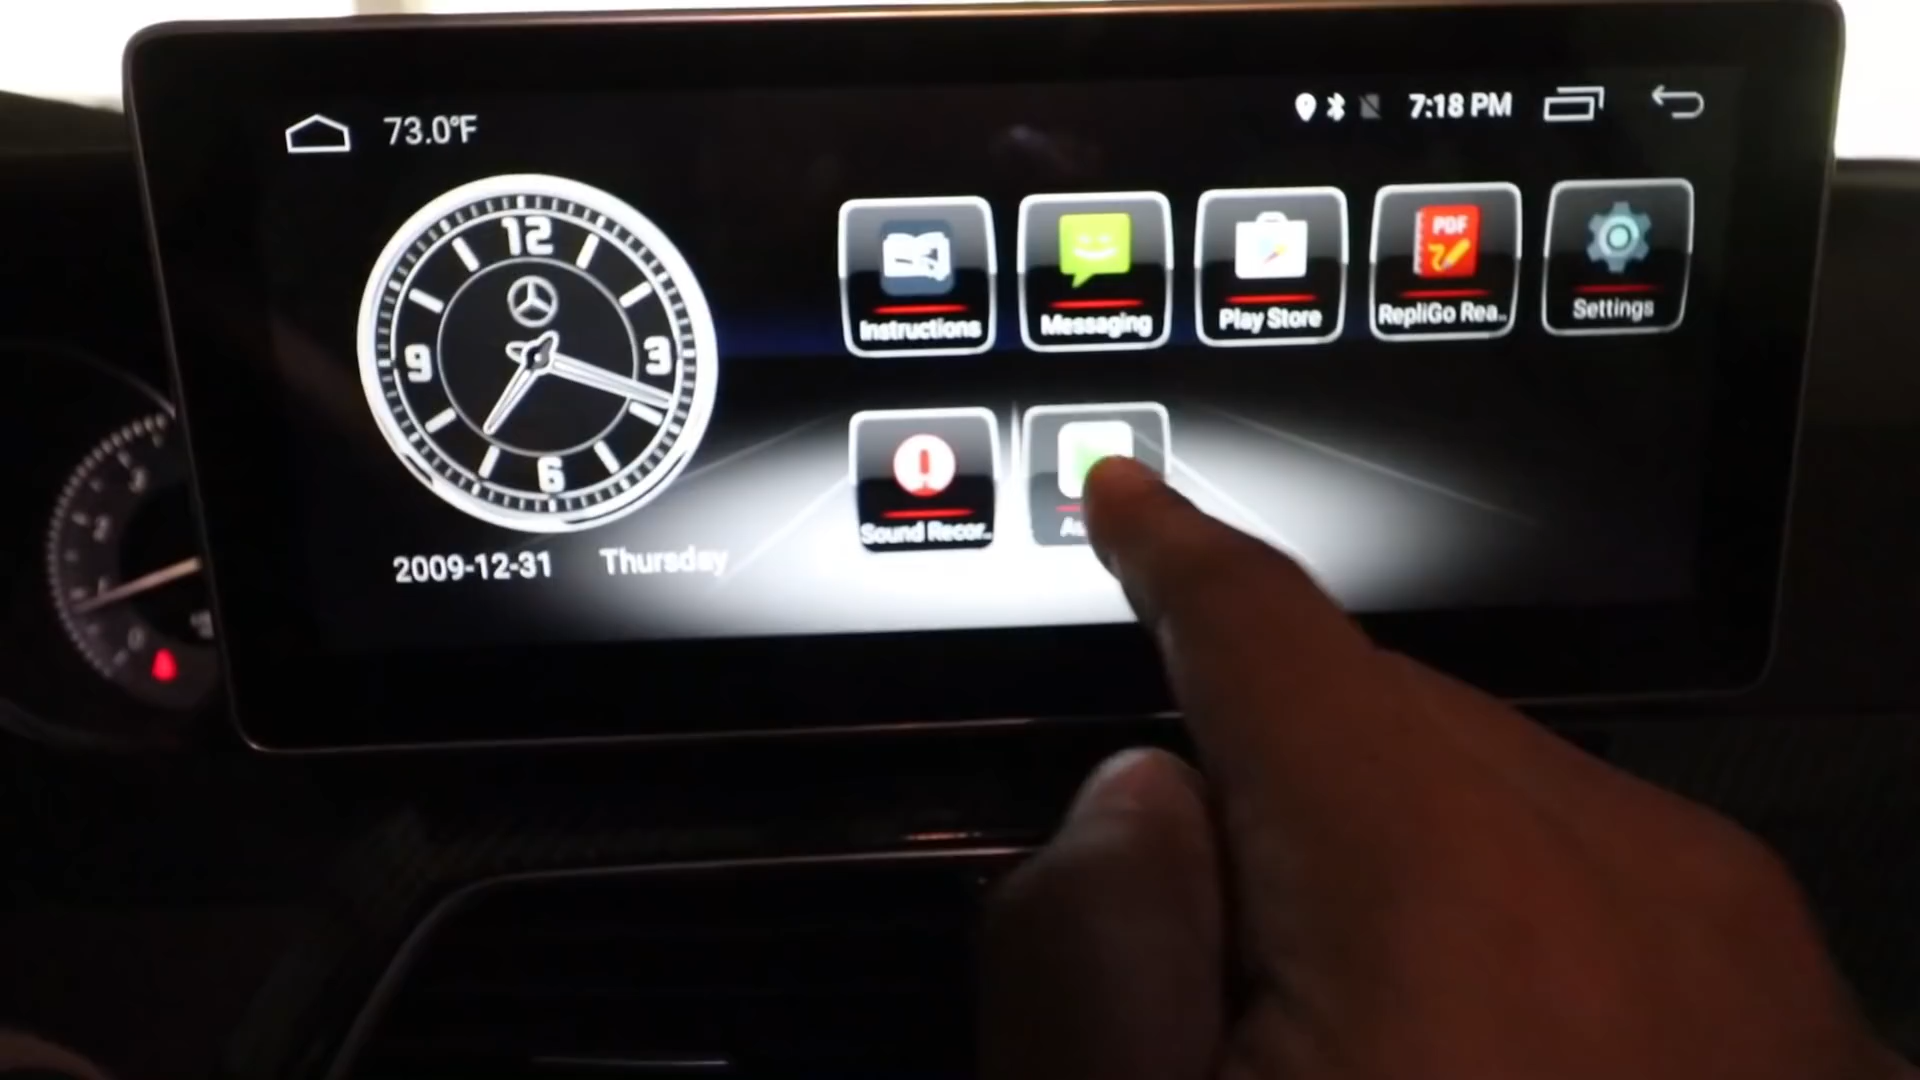 73.0°F
7:18 PM
12
3
6
9
2009-12-31 Thursday
Instructions
Messaging
Play Store
PDF
RepliGo Rea..
Settings
Sound Recor..